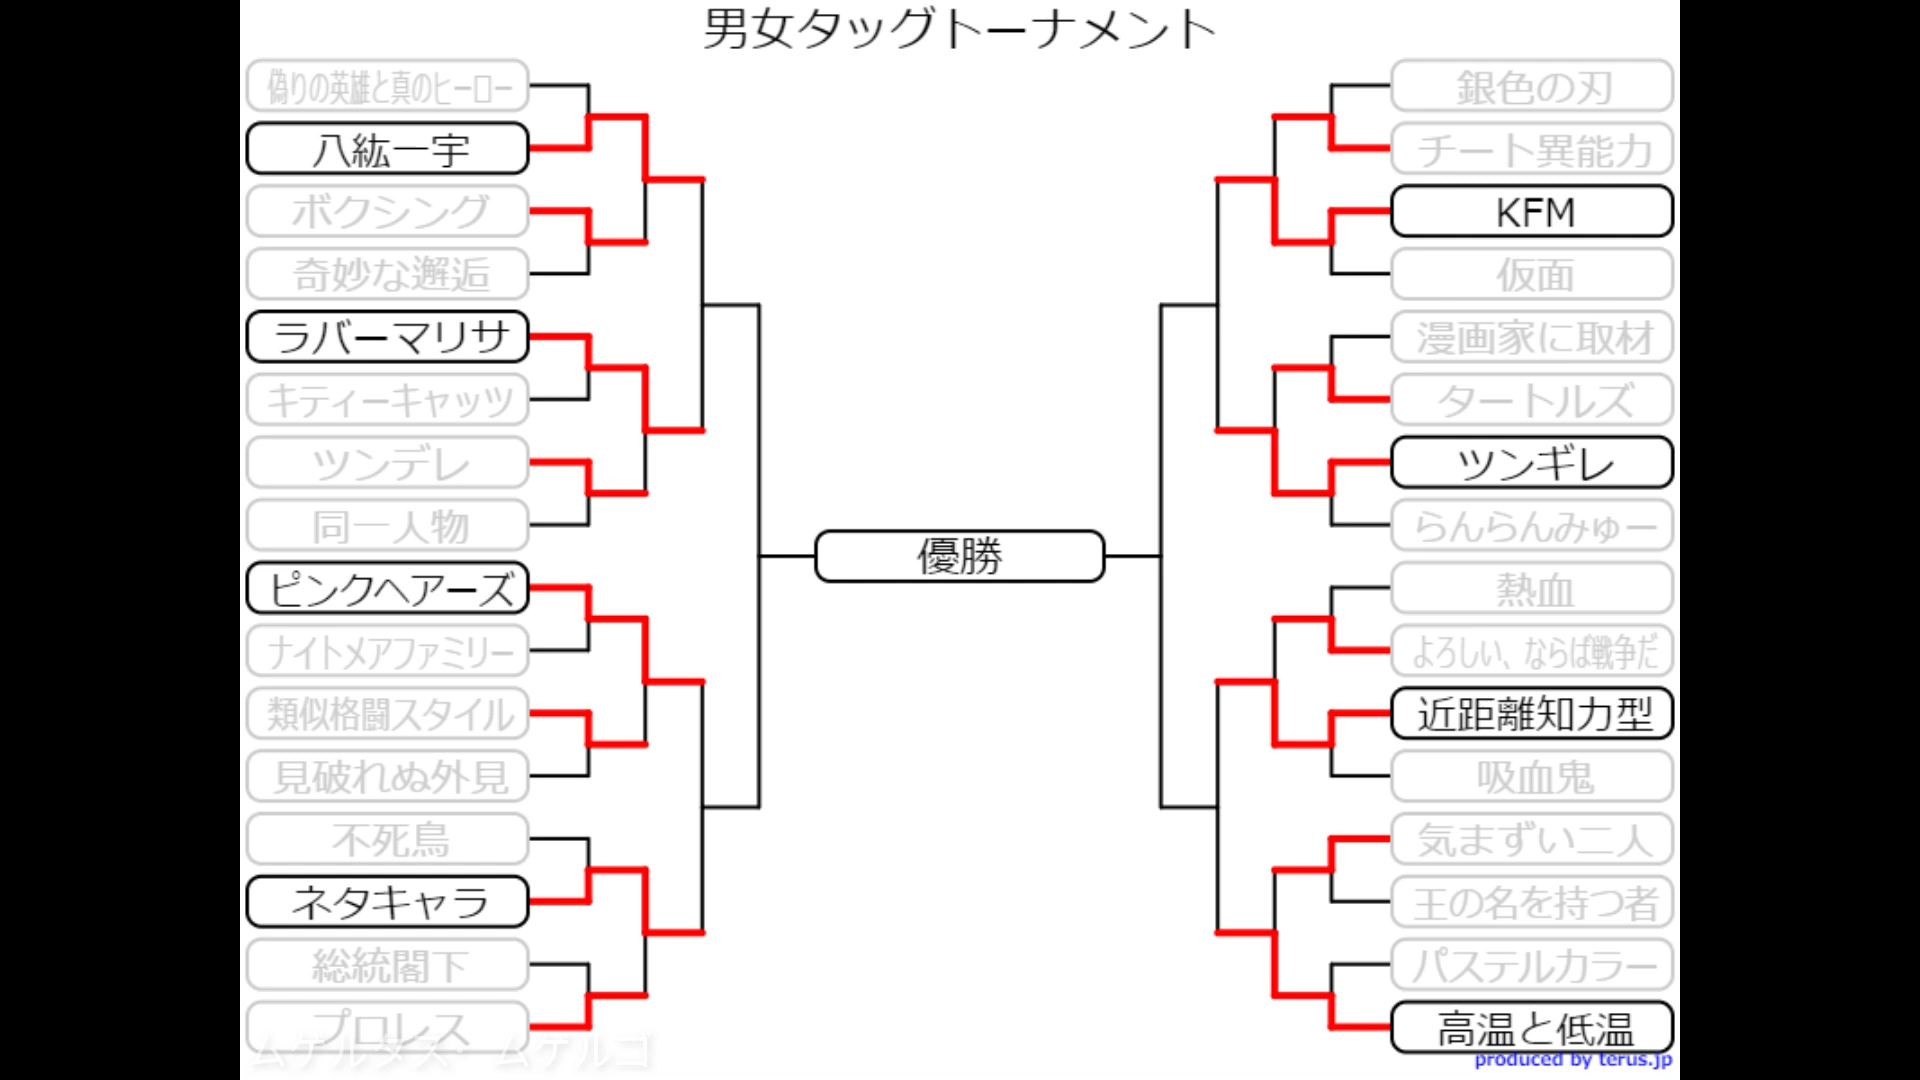 男女タッグトーナメント
偽りの英雄と真のヒーロー
八紘一宇
ボクシング
奇妙な邂逅
ラバーマリサ
キティーキャッツ
ツンデレ
同一人物
ピンクヘアーズ
ナイトメアファミリー
類似格闘スタイル
見破れぬ外見
不死鳥
ネタキャラ
総統閣下
プロレス
優勝
銀色の刃
チート異能力
KFM
仮面
漫画家に取材
タートルズ
ツンギレ
らんらんみゅー
熱血
よろしい、ならば戦争だ
近距離知力型
吸血鬼
気まずい二人
王の名を持つ者
パステルカラー
高温と低温
produced by terus.jp